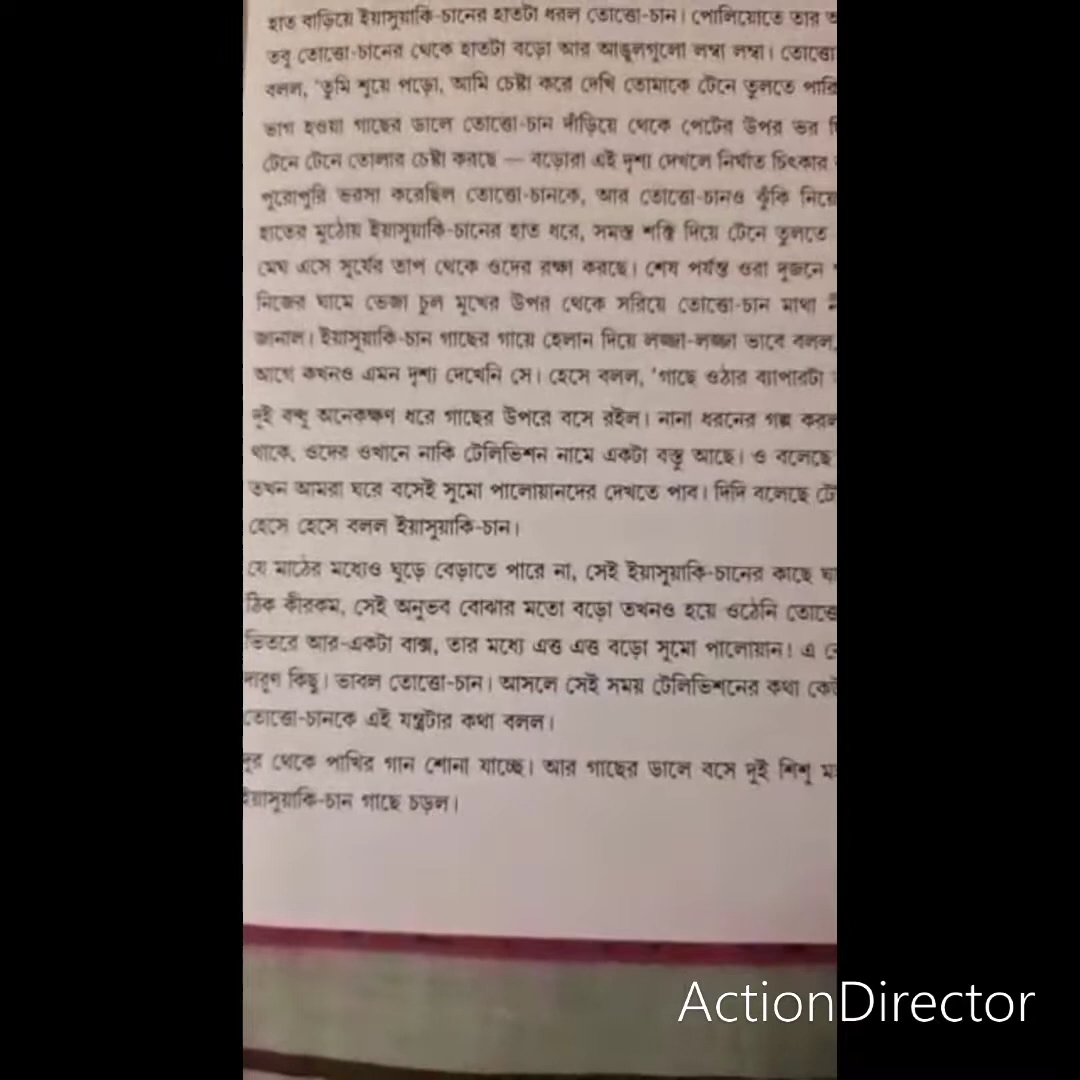 হাত বাড়িয়ে ইয়াসুয়াকি-চানের হাতটা ধরল তোত্তো-চান। পোলিয়োতে তার
তবু তোত্তো-চানের থেকে হাতটা বড়ো আর আঙুলগুলো লম্বা লম্বা। তোত্তো
বলল, 'তুমি শুয়ে পড়ো, আমি চেষ্টা করে দেখি তোমাকে টেনে তুলতে পারি
ভাগ হওয়া গাছের ডালে তোত্তো-চান দাঁড়িয়ে থেকে পেটের উপর ভর
টেনে টেনে তোলার চেষ্টা করছে — বড়োরা এই দৃশ্য দেখলে নির্ঘাত চিৎকার
পুরোপুরি ভরসা করেছিল তোত্তো-চানকে, আর তোত্তো-চানও ঝুঁকি নিয়ে
হাতের মুঠোয় ইয়াসুয়াকি-চানের হাত ধরে, সমস্ত শক্তি দিয়ে টেনে তুলতে
মেঘ এসে সূর্যের তাপ থেকে ওদের রক্ষা করছে। শেষ পর্যন্ত ওরা দুজনে
নিজের ঘামে ভেজা চুল মুখের উপর থেকে সরিয়ে তোত্তো-চান মাথা
জানাল। ইয়াসুয়াকি-চান গাছের গায়ে হেলান দিয়ে লজ্জা-লজ্জা ভাবে বলল,
আগে কখনও এমন দৃশ্য দেখেনি সে। হেসে বলল, 'গাছে ওঠার ব্যাপারটা
দুই বন্ধু অনেকক্ষণ ধরে গাছের উপরে বসে রইল। নানা ধরনের গল্প করল
থাকে, ওদের ওখানে নাকি টেলিভিশন নামে একটা বস্তু আছে। ও বলেছে
তখন আমরা ঘরে বসেই সুমো পালোয়ানদের দেখতে পাব। দিদি বলেছে টে
হেসে হেসে বলল ইয়াসুয়াকি-চান।
যে মাঠের মধ্যেও ঘুড়ে বেড়াতে পারে না, সেই ইয়াসুয়াকি-চানের কাছে
ঠিক কীরকম, সেই অনুভব বোঝার মতো বড়ো তখনও হয়ে ওঠেনি তোত্তো
ভিতরে আর-একটা বাক্স, তার মধ্যে এত্ত এত্ত বড়ো সুমো পালোয়ান! এ
দারুণ কিছু। ভাবল তোত্তো-চান। আসলে সেই সময় টেলিভিশনের কথা কেউ
তোত্তো-চানকে এই যন্ত্রটার কথা বলল।
দূর থেকে পাখির গান শোনা যাচ্ছে। আর গাছের ডালে বসে দুই শিশু
ইয়াসুয়াকি-চান গাছে চড়ল।
ActionDirector